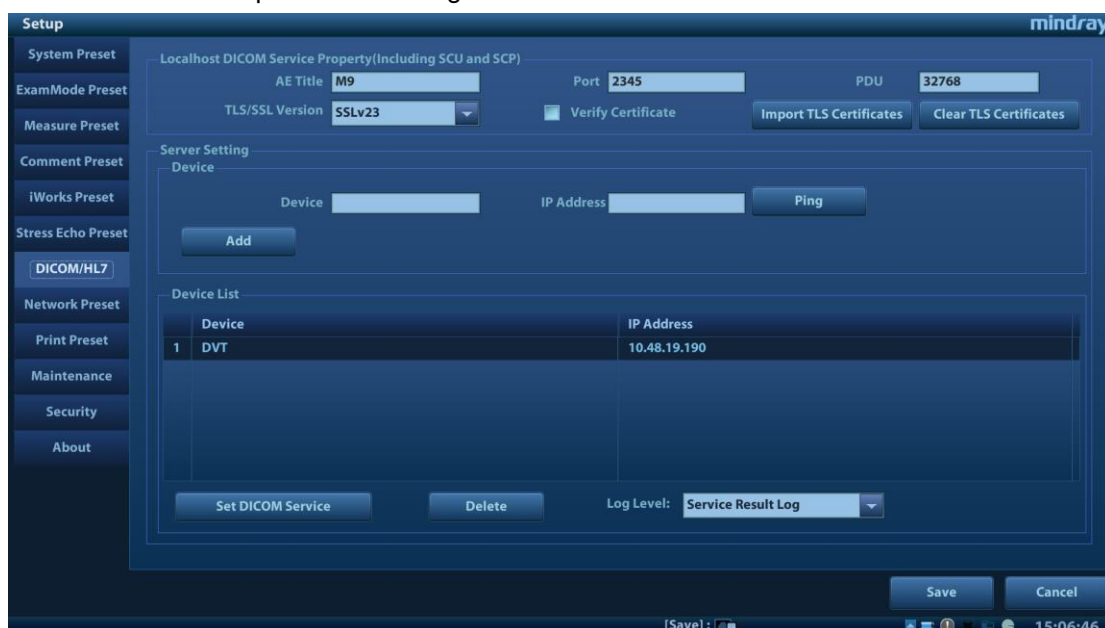 Setup mindray
System Preset
ExamMode Preset
Measure Preset
Comment Preset
iWorks Preset
Stress Echo Preset
DICOM/HL7
Network Preset
Print Preset
Maintenance
Security
About
Localhost DICOM Service Property(Including SCU and SCP)
AE Title M9 Port 2345 PDU 32768
TLS/SSL Version SSLv23 Verify Certificate Import TLS Certificates Clear TLS Certificates
Server Setting
Device
Device IP Address Ping
Add
Device List
Device IP Address
1 DVT 10.48.19.190
Set DICOM Service Delete Log Level: Service Result Log
Save Cancel
[Save] : 15:06:46